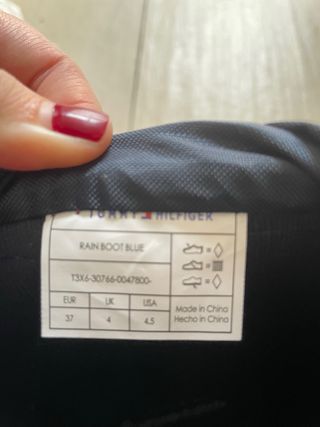 TOMMY HILFIGER
RAIN BOOT BLUE
T3X6-30766-0047800-
EUR UK USA
37 4 4.5
Made in China
Hecho in China